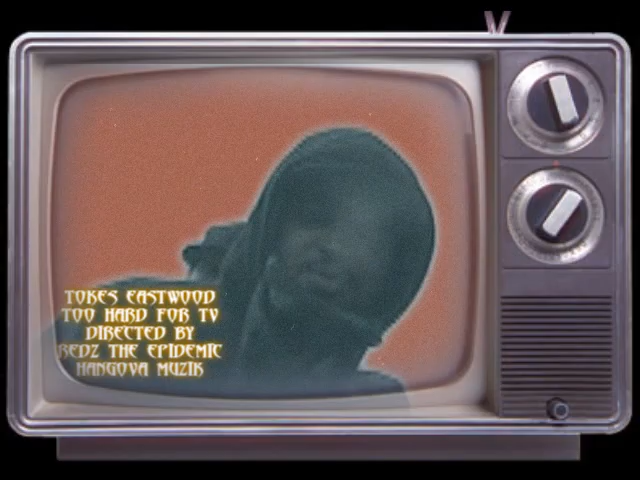 TOKES EASTWOOD
TOO HARD FOR TV
DIRECTED BY
REDZ THE EPIDEMIC
HANGOVA MUZIK